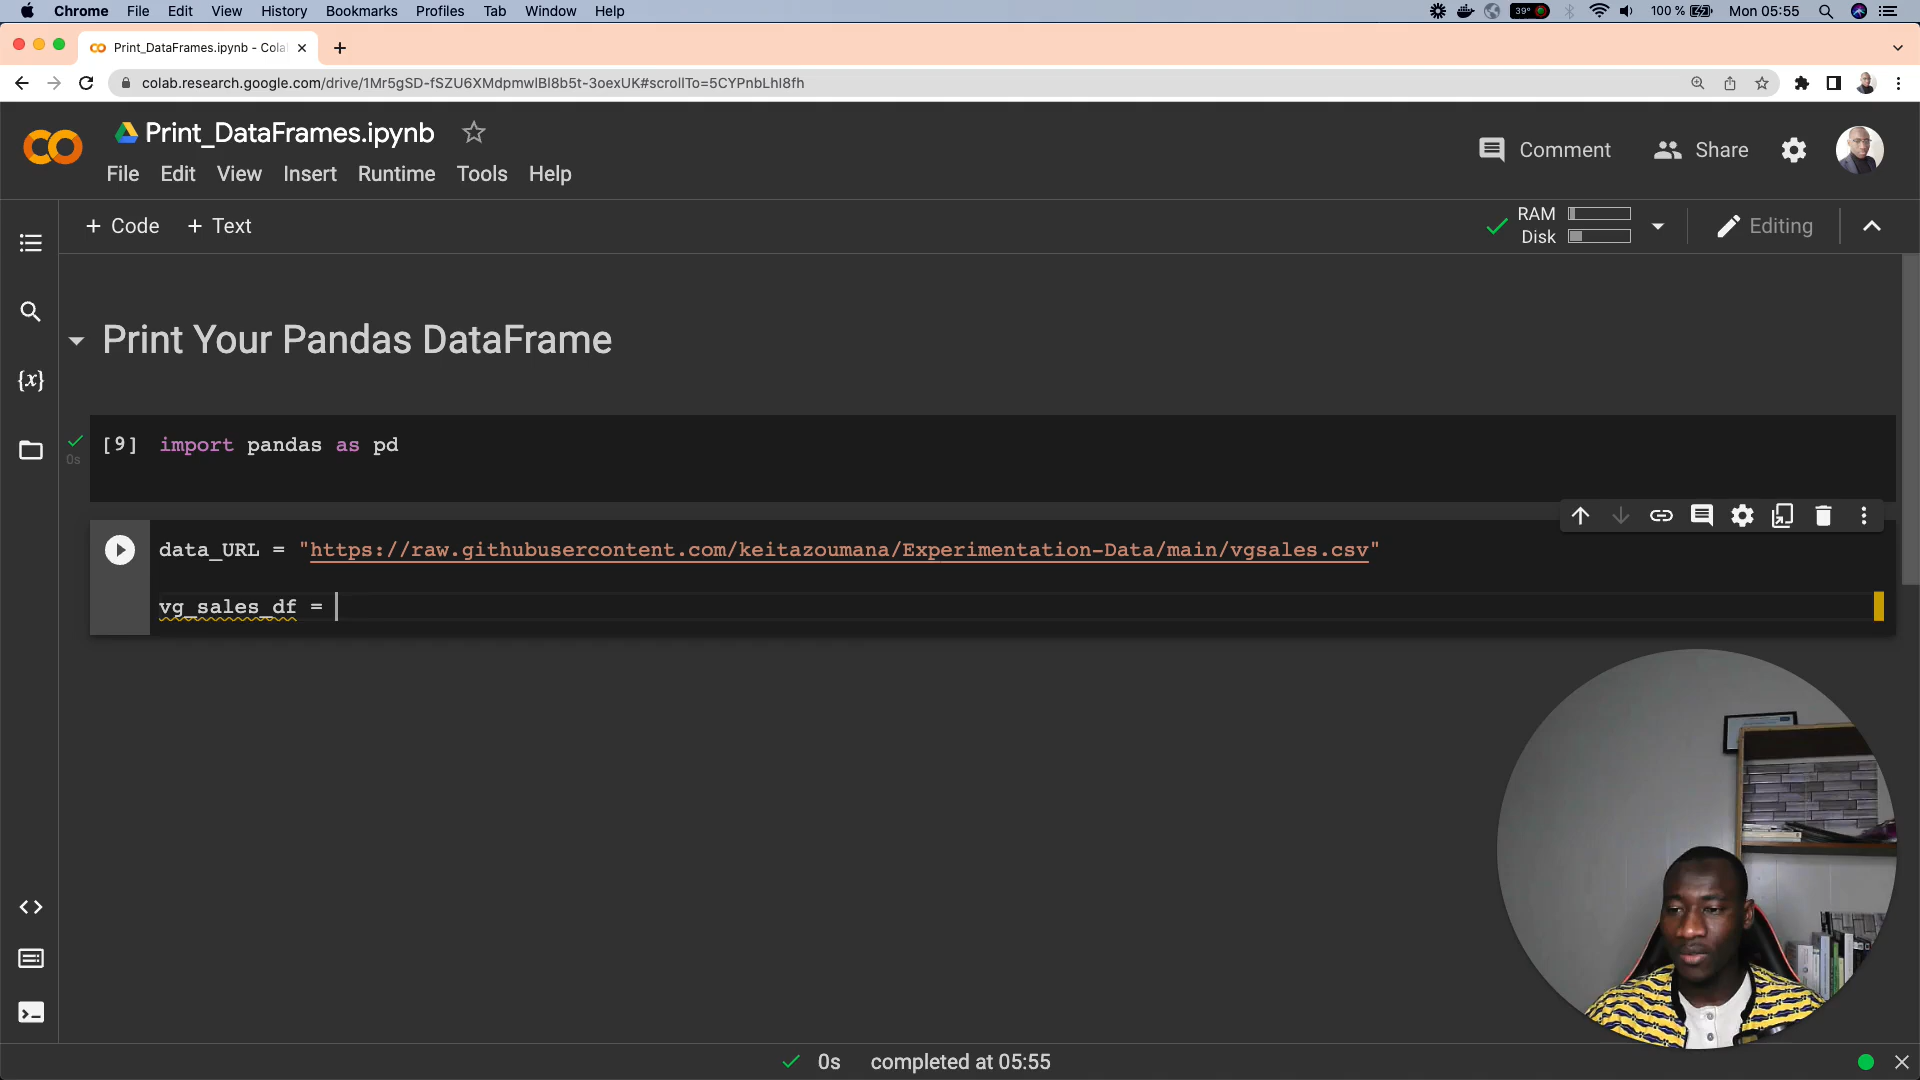 Chrome File Edit View History Bookmarks Profiles Tab Window Help 39° 100 % Mon 05:55
Print_DataFrames.ipynb - Cola
colab.research.google.com/drive/1Mr5gSD-fSZU6XMdpmwlBl8b5t-3oexUK#scrollTo=5CYPnbLhl8fh
Print_DataFrames.ipynb
Comment Share
File Edit View Insert Runtime Tools Help
+ Code + Text
RAM
Disk
Editing
Print Your Pandas DataFrame
{x}
[9] import pandas as pd
0s
data_URL = "https://raw.githubusercontent.com/keitazoumana/Experimentation-Data/main/vgsales.csv"
vg_sales_df =
0s completed at 05:55